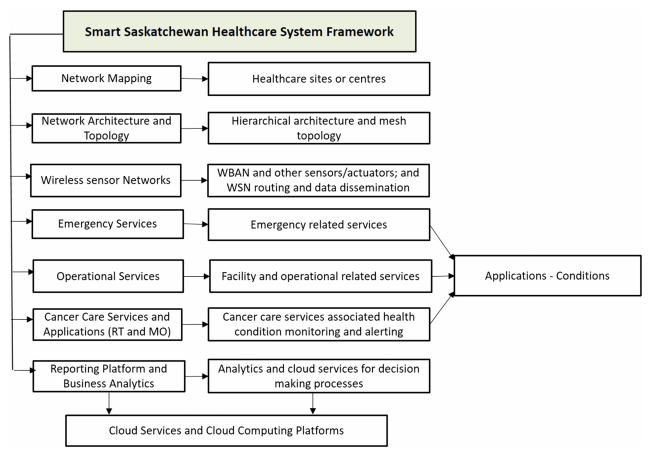 Smart Saskatchewan Healthcare System Framework
Network Mapping
Healthcare sites or centres
Network Architecture and
Topology
Hierarchical architecture and mesh
topology
Wireless sensor Networks
WBAN and other sensors/actuators; and
WSN routing and data dissemination
Emergency Services
Emergency related services
Operational Services
Facility and operational related services
Applications - Conditions
Cancer Care Services and
Applications (RT and MO)
Cancer care services associated health
condition monitoring and alerting
Reporting Platform and
Business Analytics
Analytics and cloud services for decision
making processes
Cloud Services and Cloud Computing Platforms